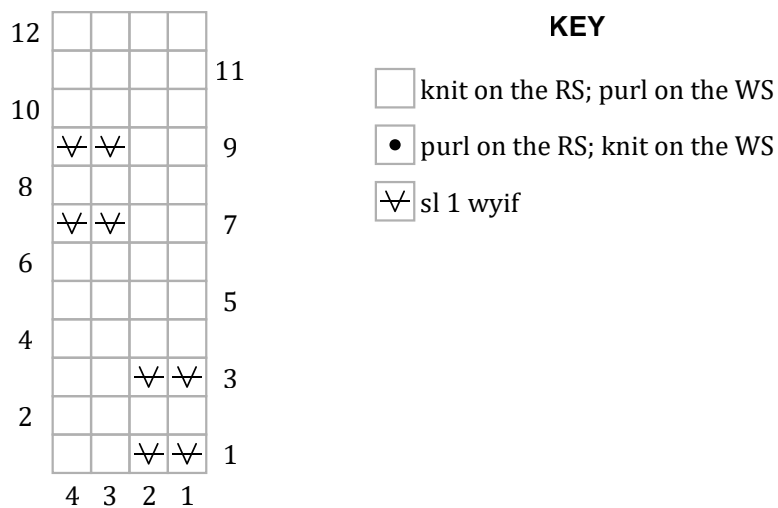 KEY
knit on the RS; purl on the WS
purl on the RS; knit on the WS
sl 1 wyif
12
11
10
9
8
7
6
5
4
3
2
1
4 3 2 1